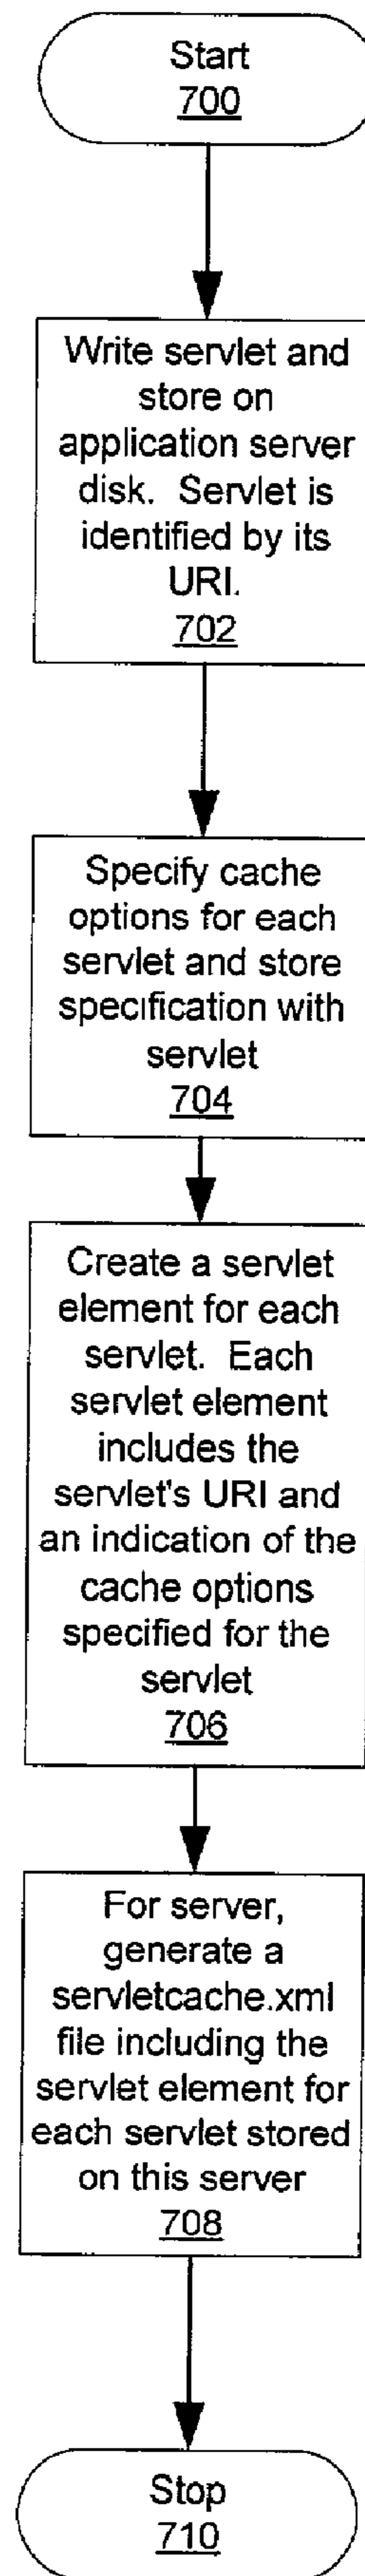 Start
700
Write servlet and
store on
application server
disk. Servlet is
identified by its
URI.
702
Specify cache
options for each
servlet and store
specification with
servlet
704
Create a servlet
element for each
servlet. Each
servlet element
includes the
servlet's URI and
an indication of the
cache options
specified for the
servlet
706
For server,
generate a
servletcache.xml
file including the
servlet element for
each servlet stored
on this server
708
Stop
710